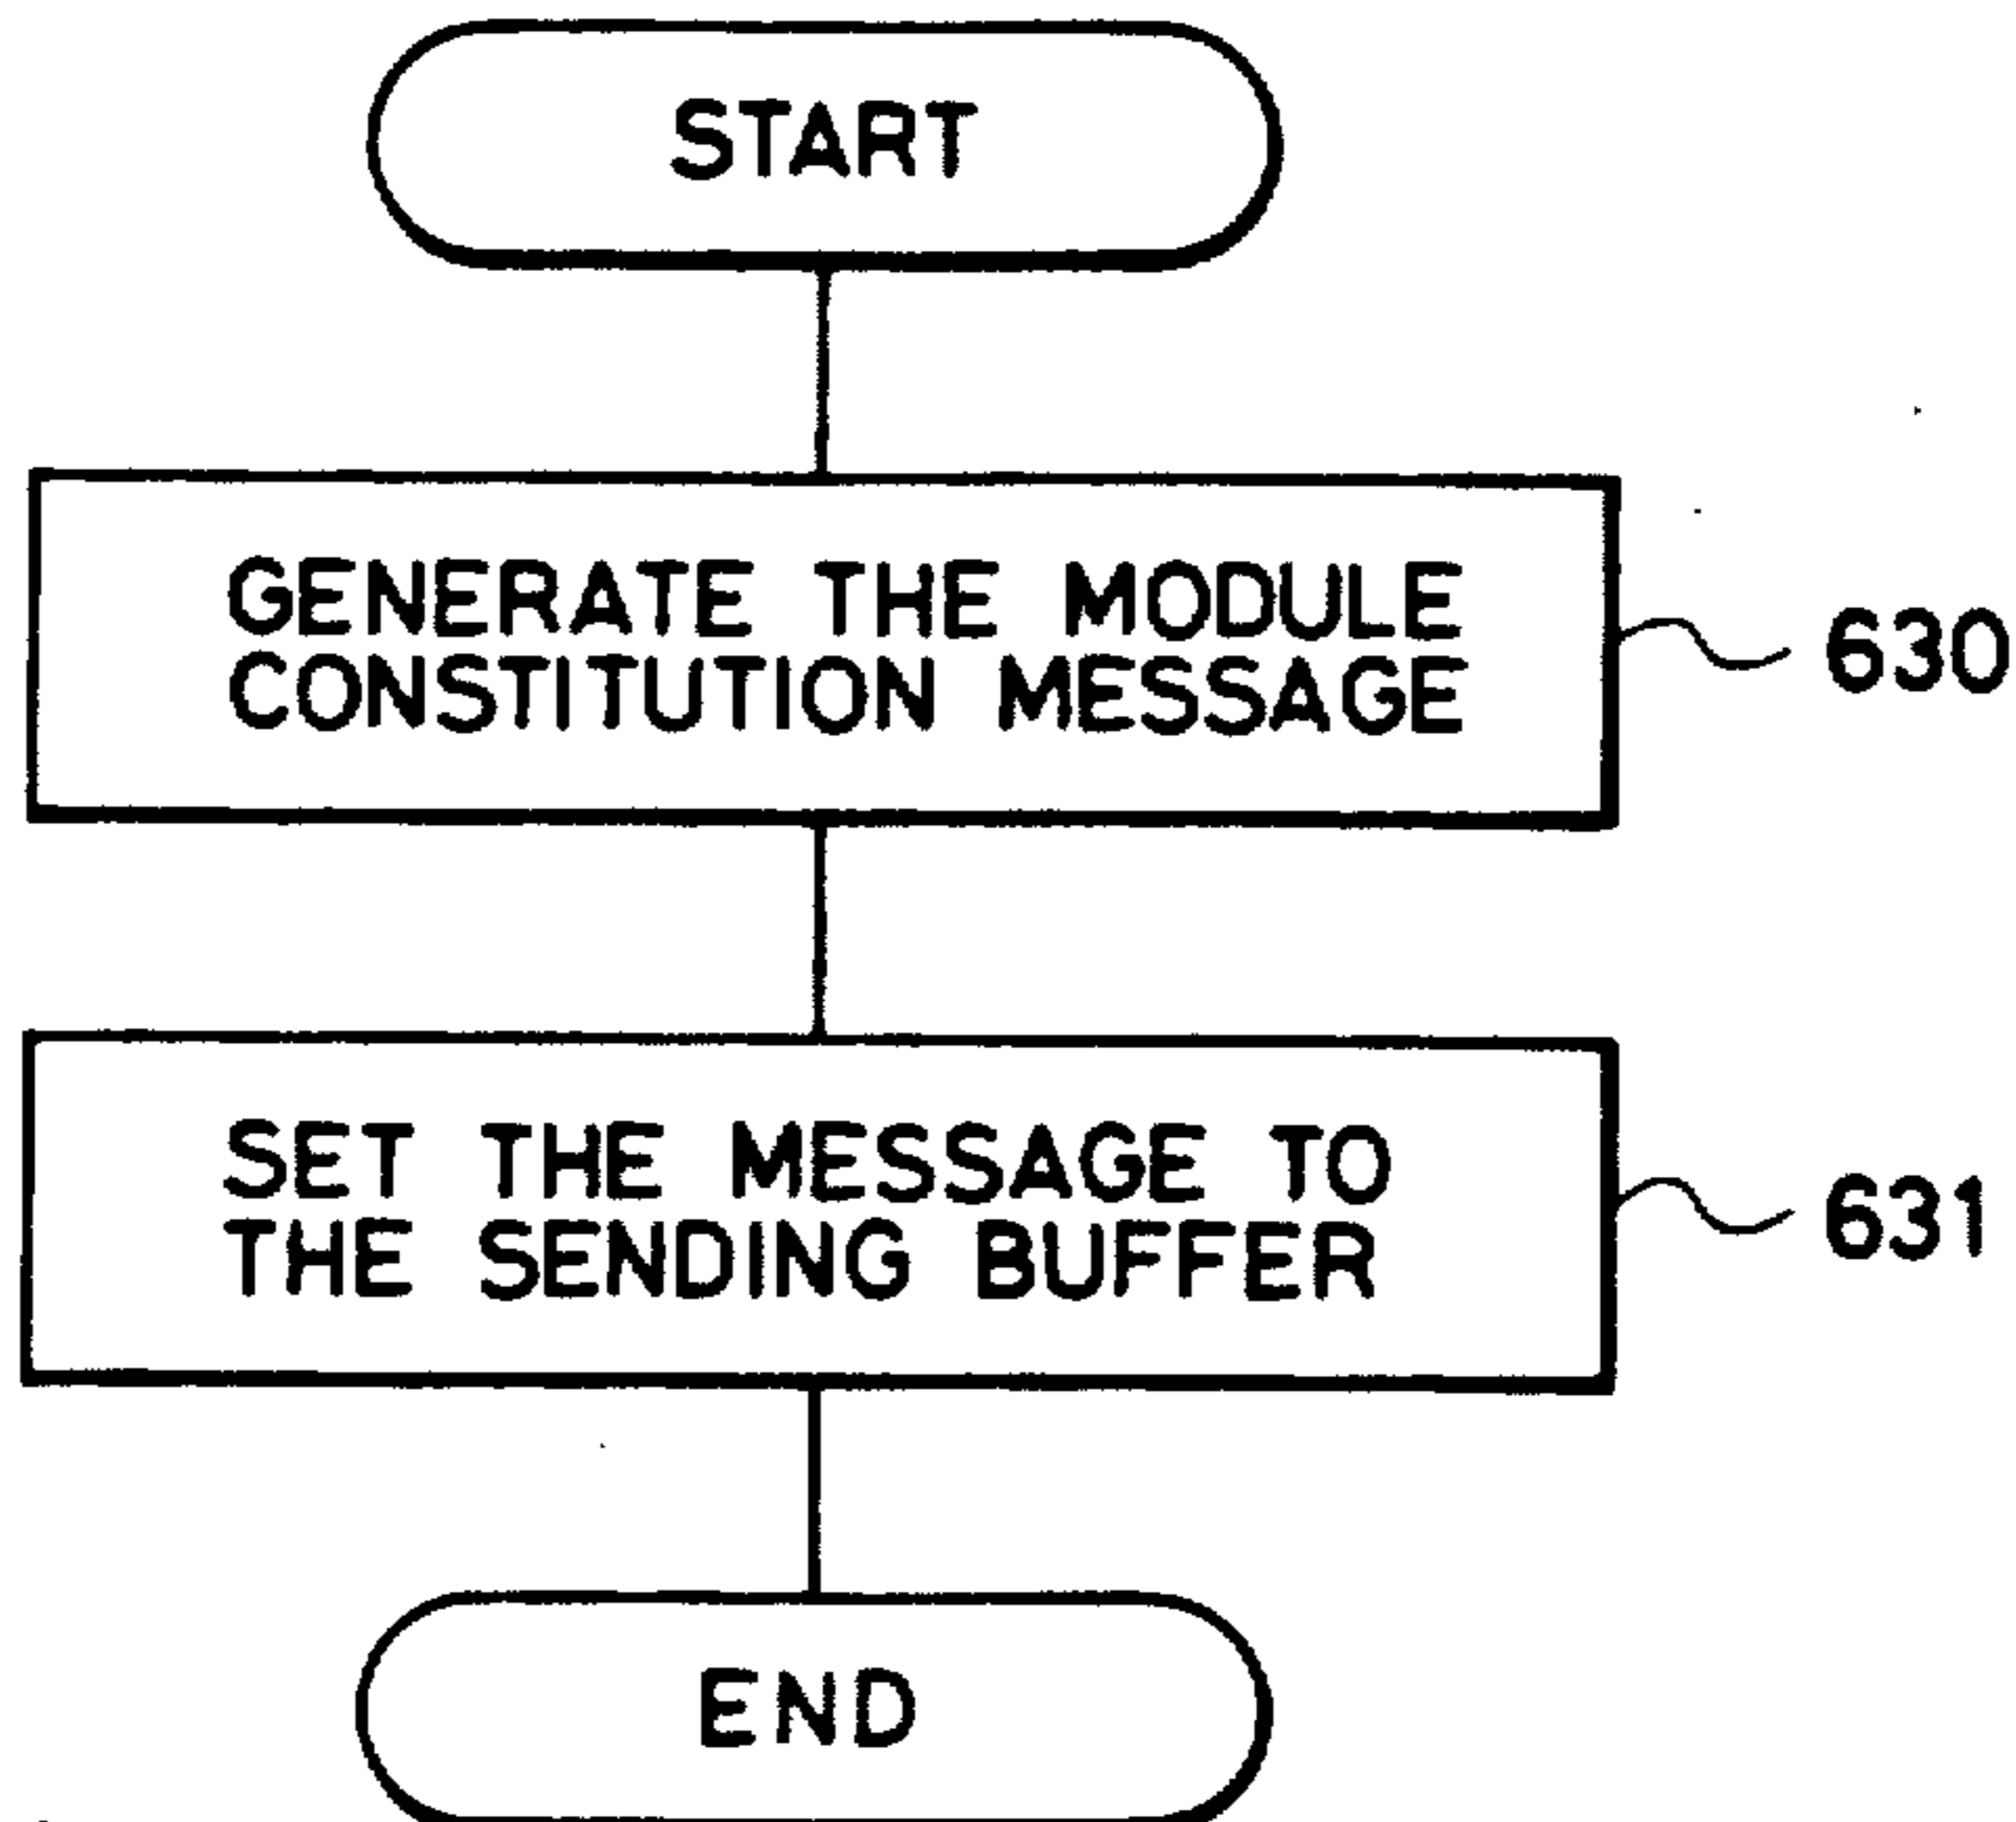 START
GENERATE THE MODULE
CONSTITUTION MESSAGE
630
SET THE MESSAGE TO
THE SENDING BUFFER
631
END